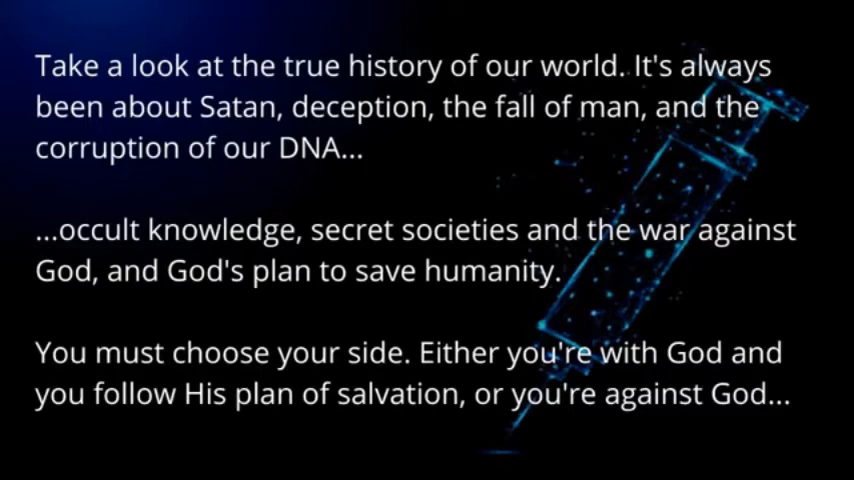 Take a look at the true history of our world. It's always
been about Satan, deception, the fall of man, and the
corruption of our DNA...
...occult knowledge, secret societies and the war against
God, and God's plan to save humanity.
You must choose your side. Either you're with God and
you follow His plan of salvation, or you're against God...